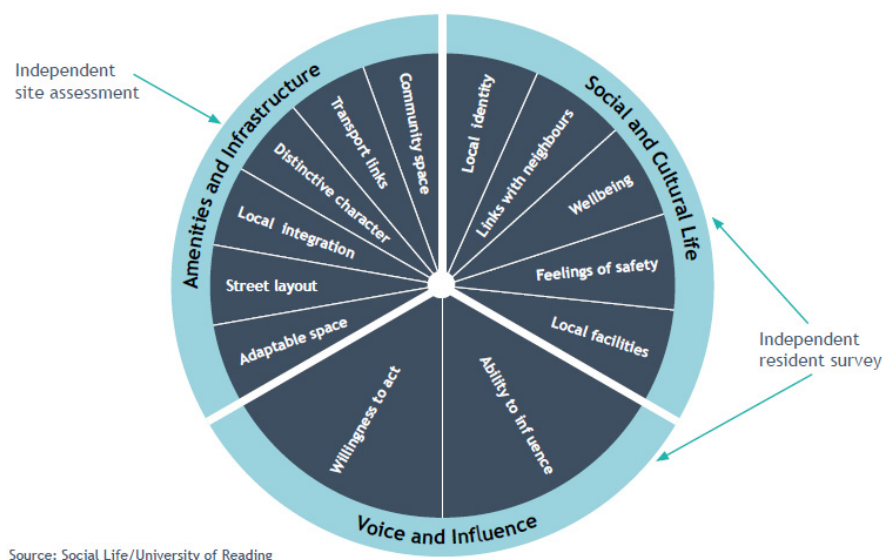 Independent
site assessment
Amenities and Infrastructure
Community space
Transport links
Distinctive character
Local integration
Street layout
Adaptable space
Social and Cultural Life
Local identity
Links with neighbours
Wellbeing
Feelings of safety
Local facilities
Independent
resident survey
Willingness to act
Ability to inf uence
Voice and Influence
Source: Social Life/University of Reading